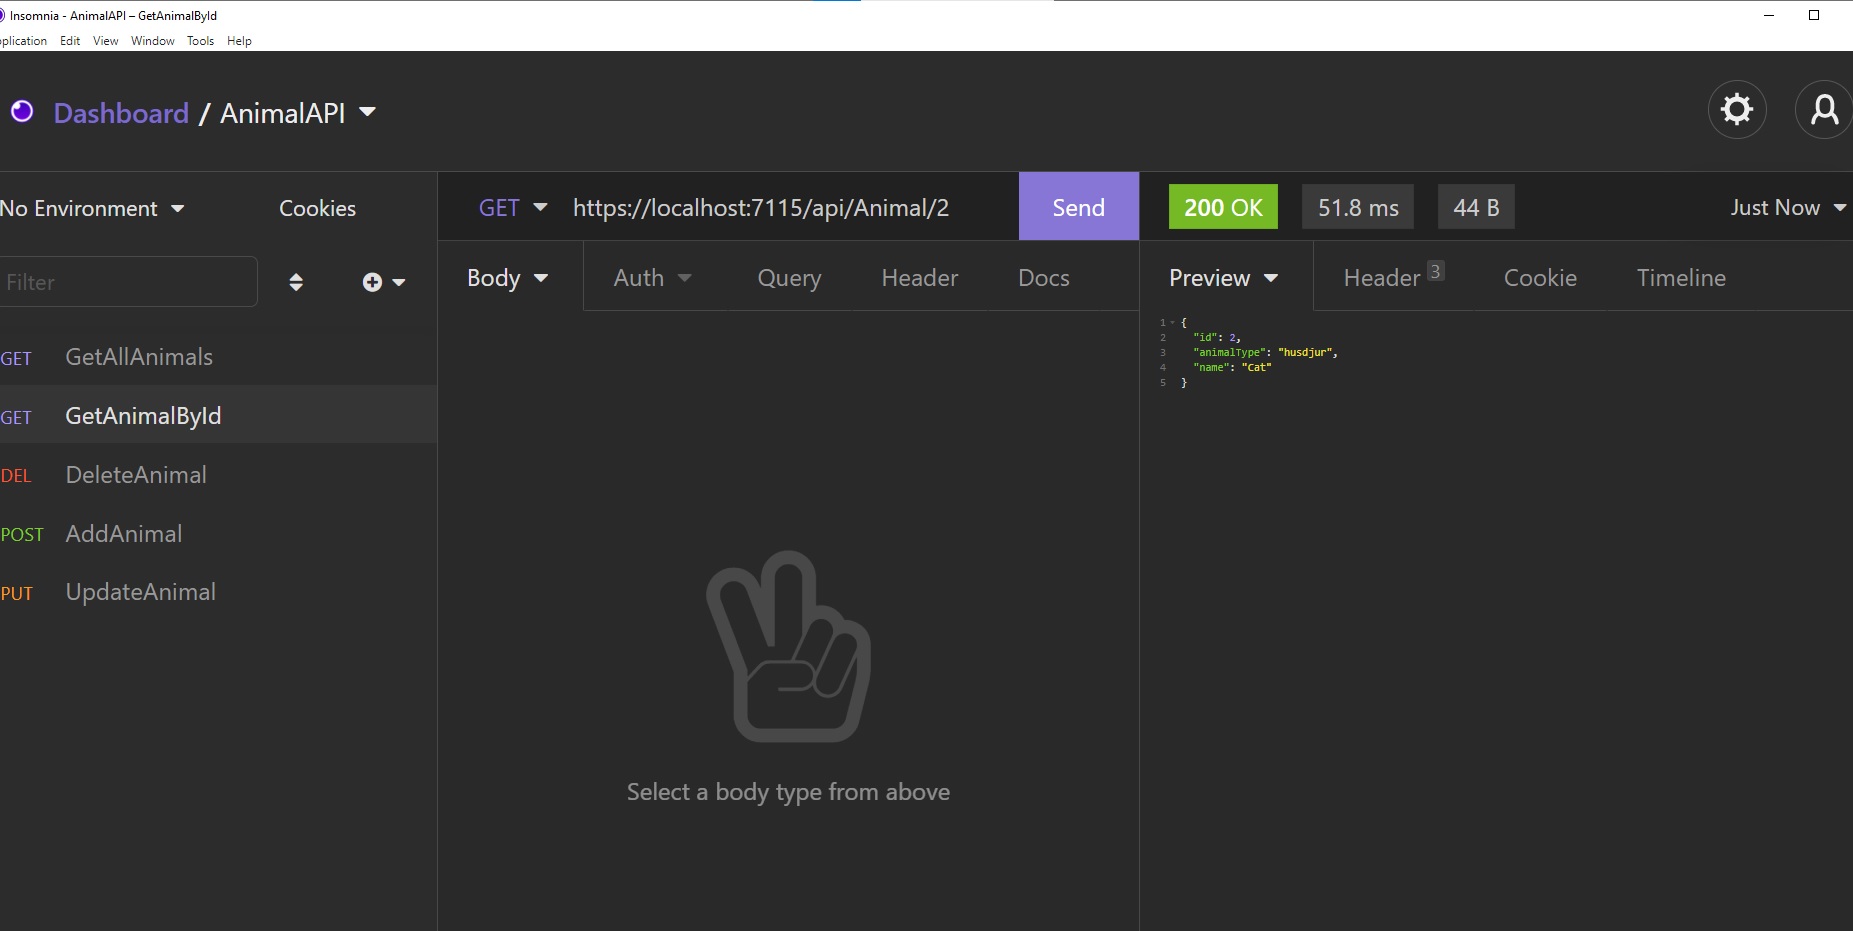 Insomnia - AnimalAPI – GetAnimalById
plication Edit View Window Tools Help
Dashboard / AnimalAPI
No Environment Cookies
GET https://localhost:7115/api/Animal/2 Send
200 OK 51.8 ms 44 B Just Now
Filter
Body Auth Query Header Docs
Preview Header 3 Cookie Timeline
GET GetAllAnimals
GET GetAnimalById
DEL DeleteAnimal
POST AddAnimal
PUT UpdateAnimal
Select a body type from above
1 {
2 "id": 2,
3 "animalType": "husdjur",
4 "name": "Cat"
5 }